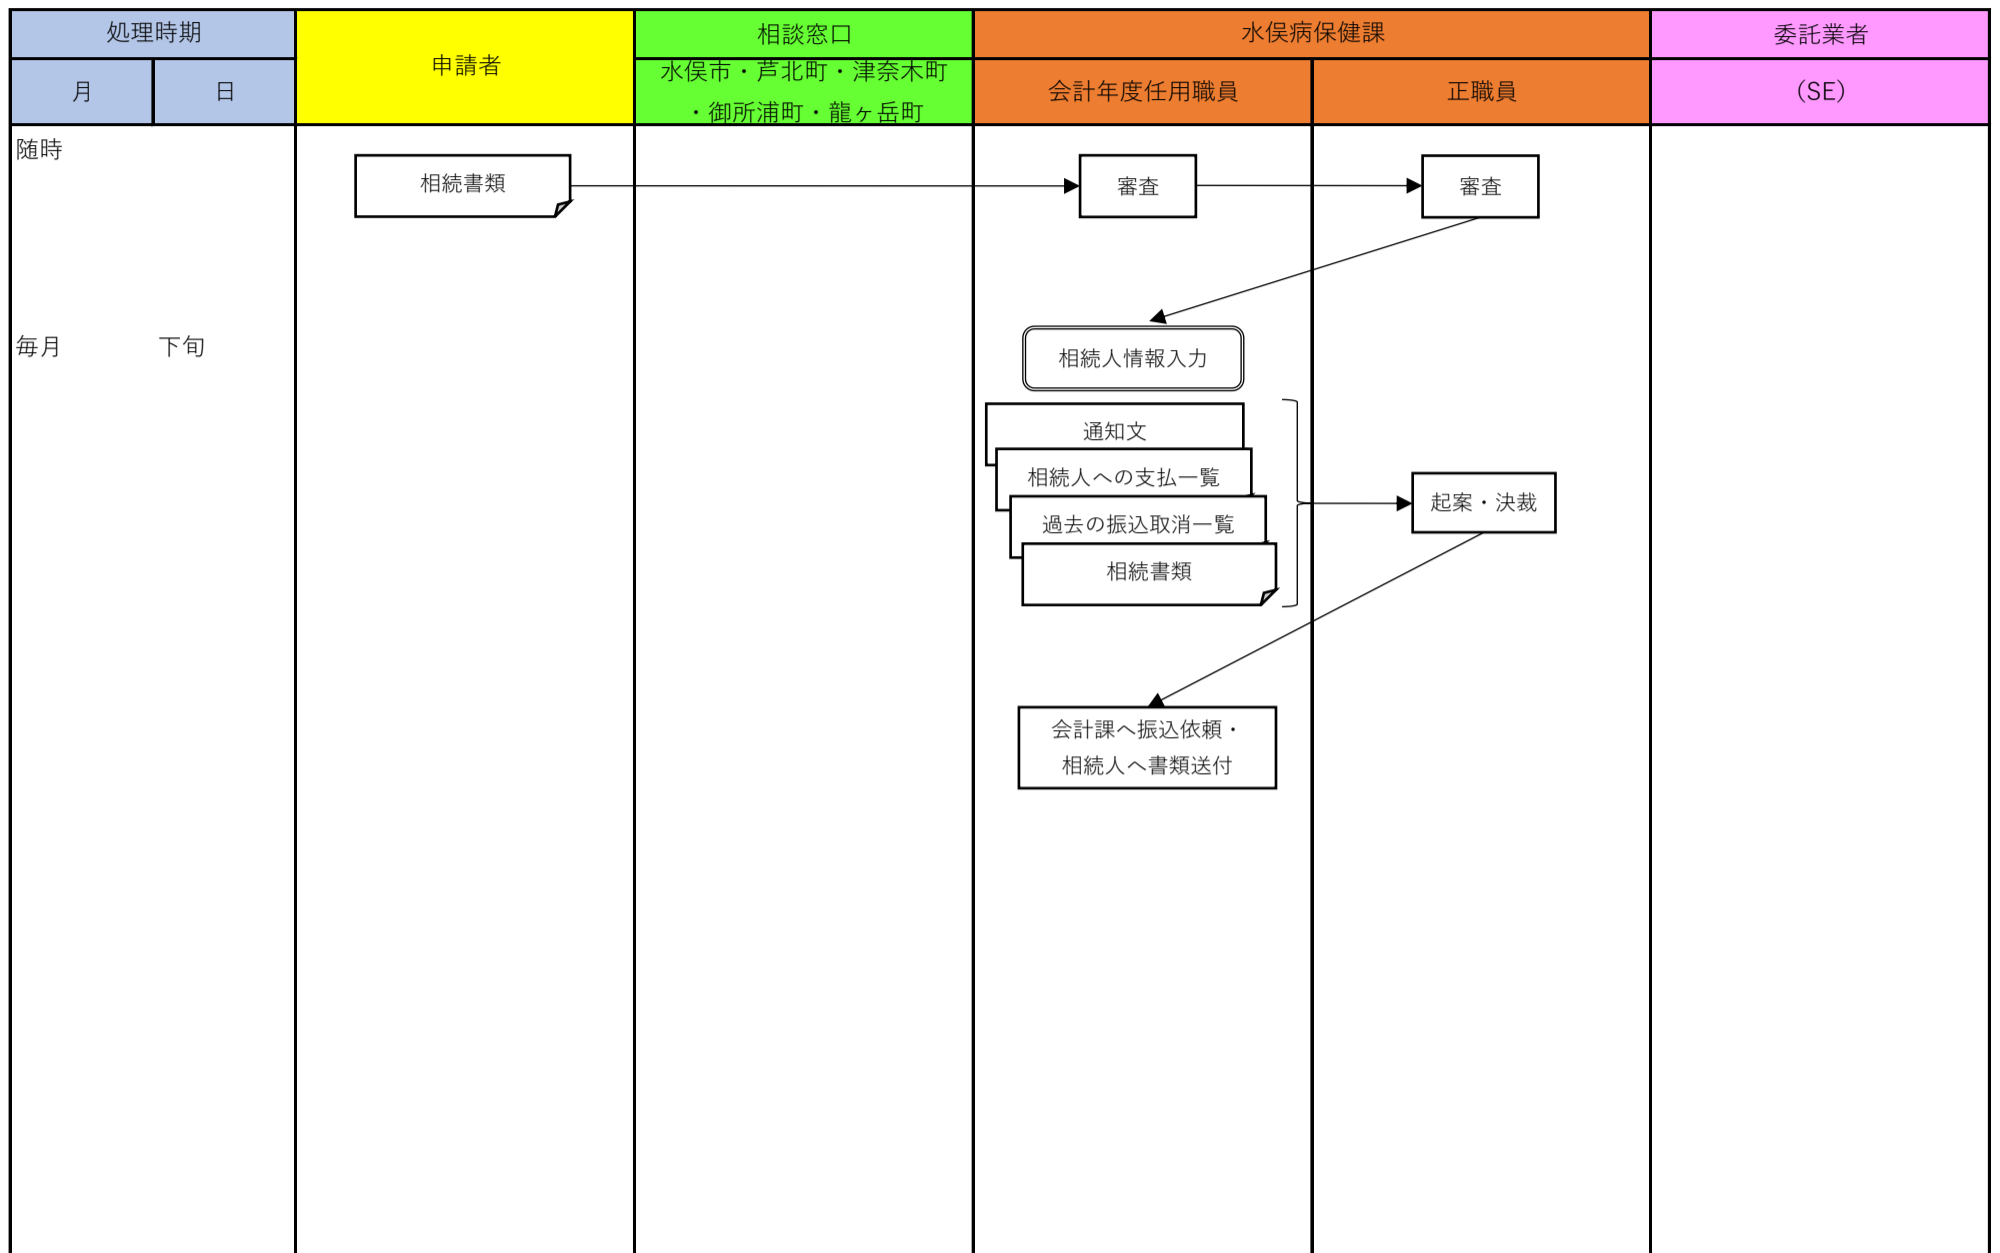 処理時期
申請者
相談窓口
水俣病保健課
委託業者
月
日
水俣市・芦北町・津奈木町
・御所浦町・龍ヶ岳町
会計年度任用職員
正職員
（SE）
随時
相続書類
審査
審査
毎月
下旬
相続人情報入力
通知文
相続人への支払一覧
過去の振込取消一覧
相続書類
起案・決裁
会計課へ振込依頼・
相続人へ書類送付